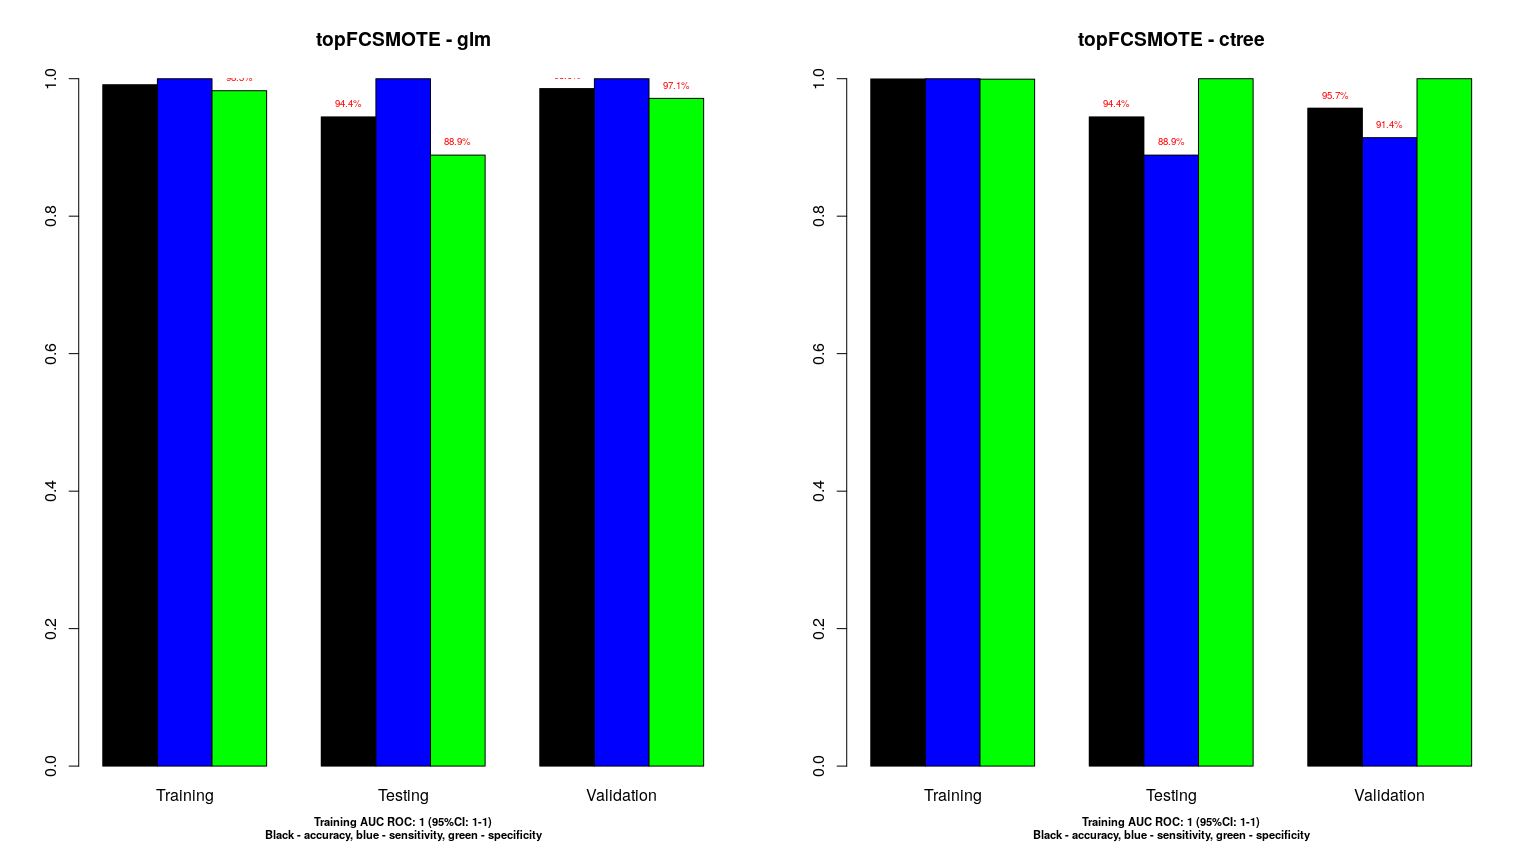 topFCSMOTE - glm
1.0
0.8
0.6
0.4
0.2
0.0
94.4%
88.9%
97.1%
Training
Testing
Validation
Training AUC ROC: 1 (95%CI: 1-1)
Black - accuracy, blue - sensitivity, green - specificity
topFCSMOTE - ctree
1.0
0.8
0.6
0.4
0.2
0.0
94.4%
88.9%
95.7%
91.4%
Training
Testing
Validation
Training AUC ROC: 1 (95%CI: 1-1)
Black - accuracy, blue - sensitivity, green - specificity